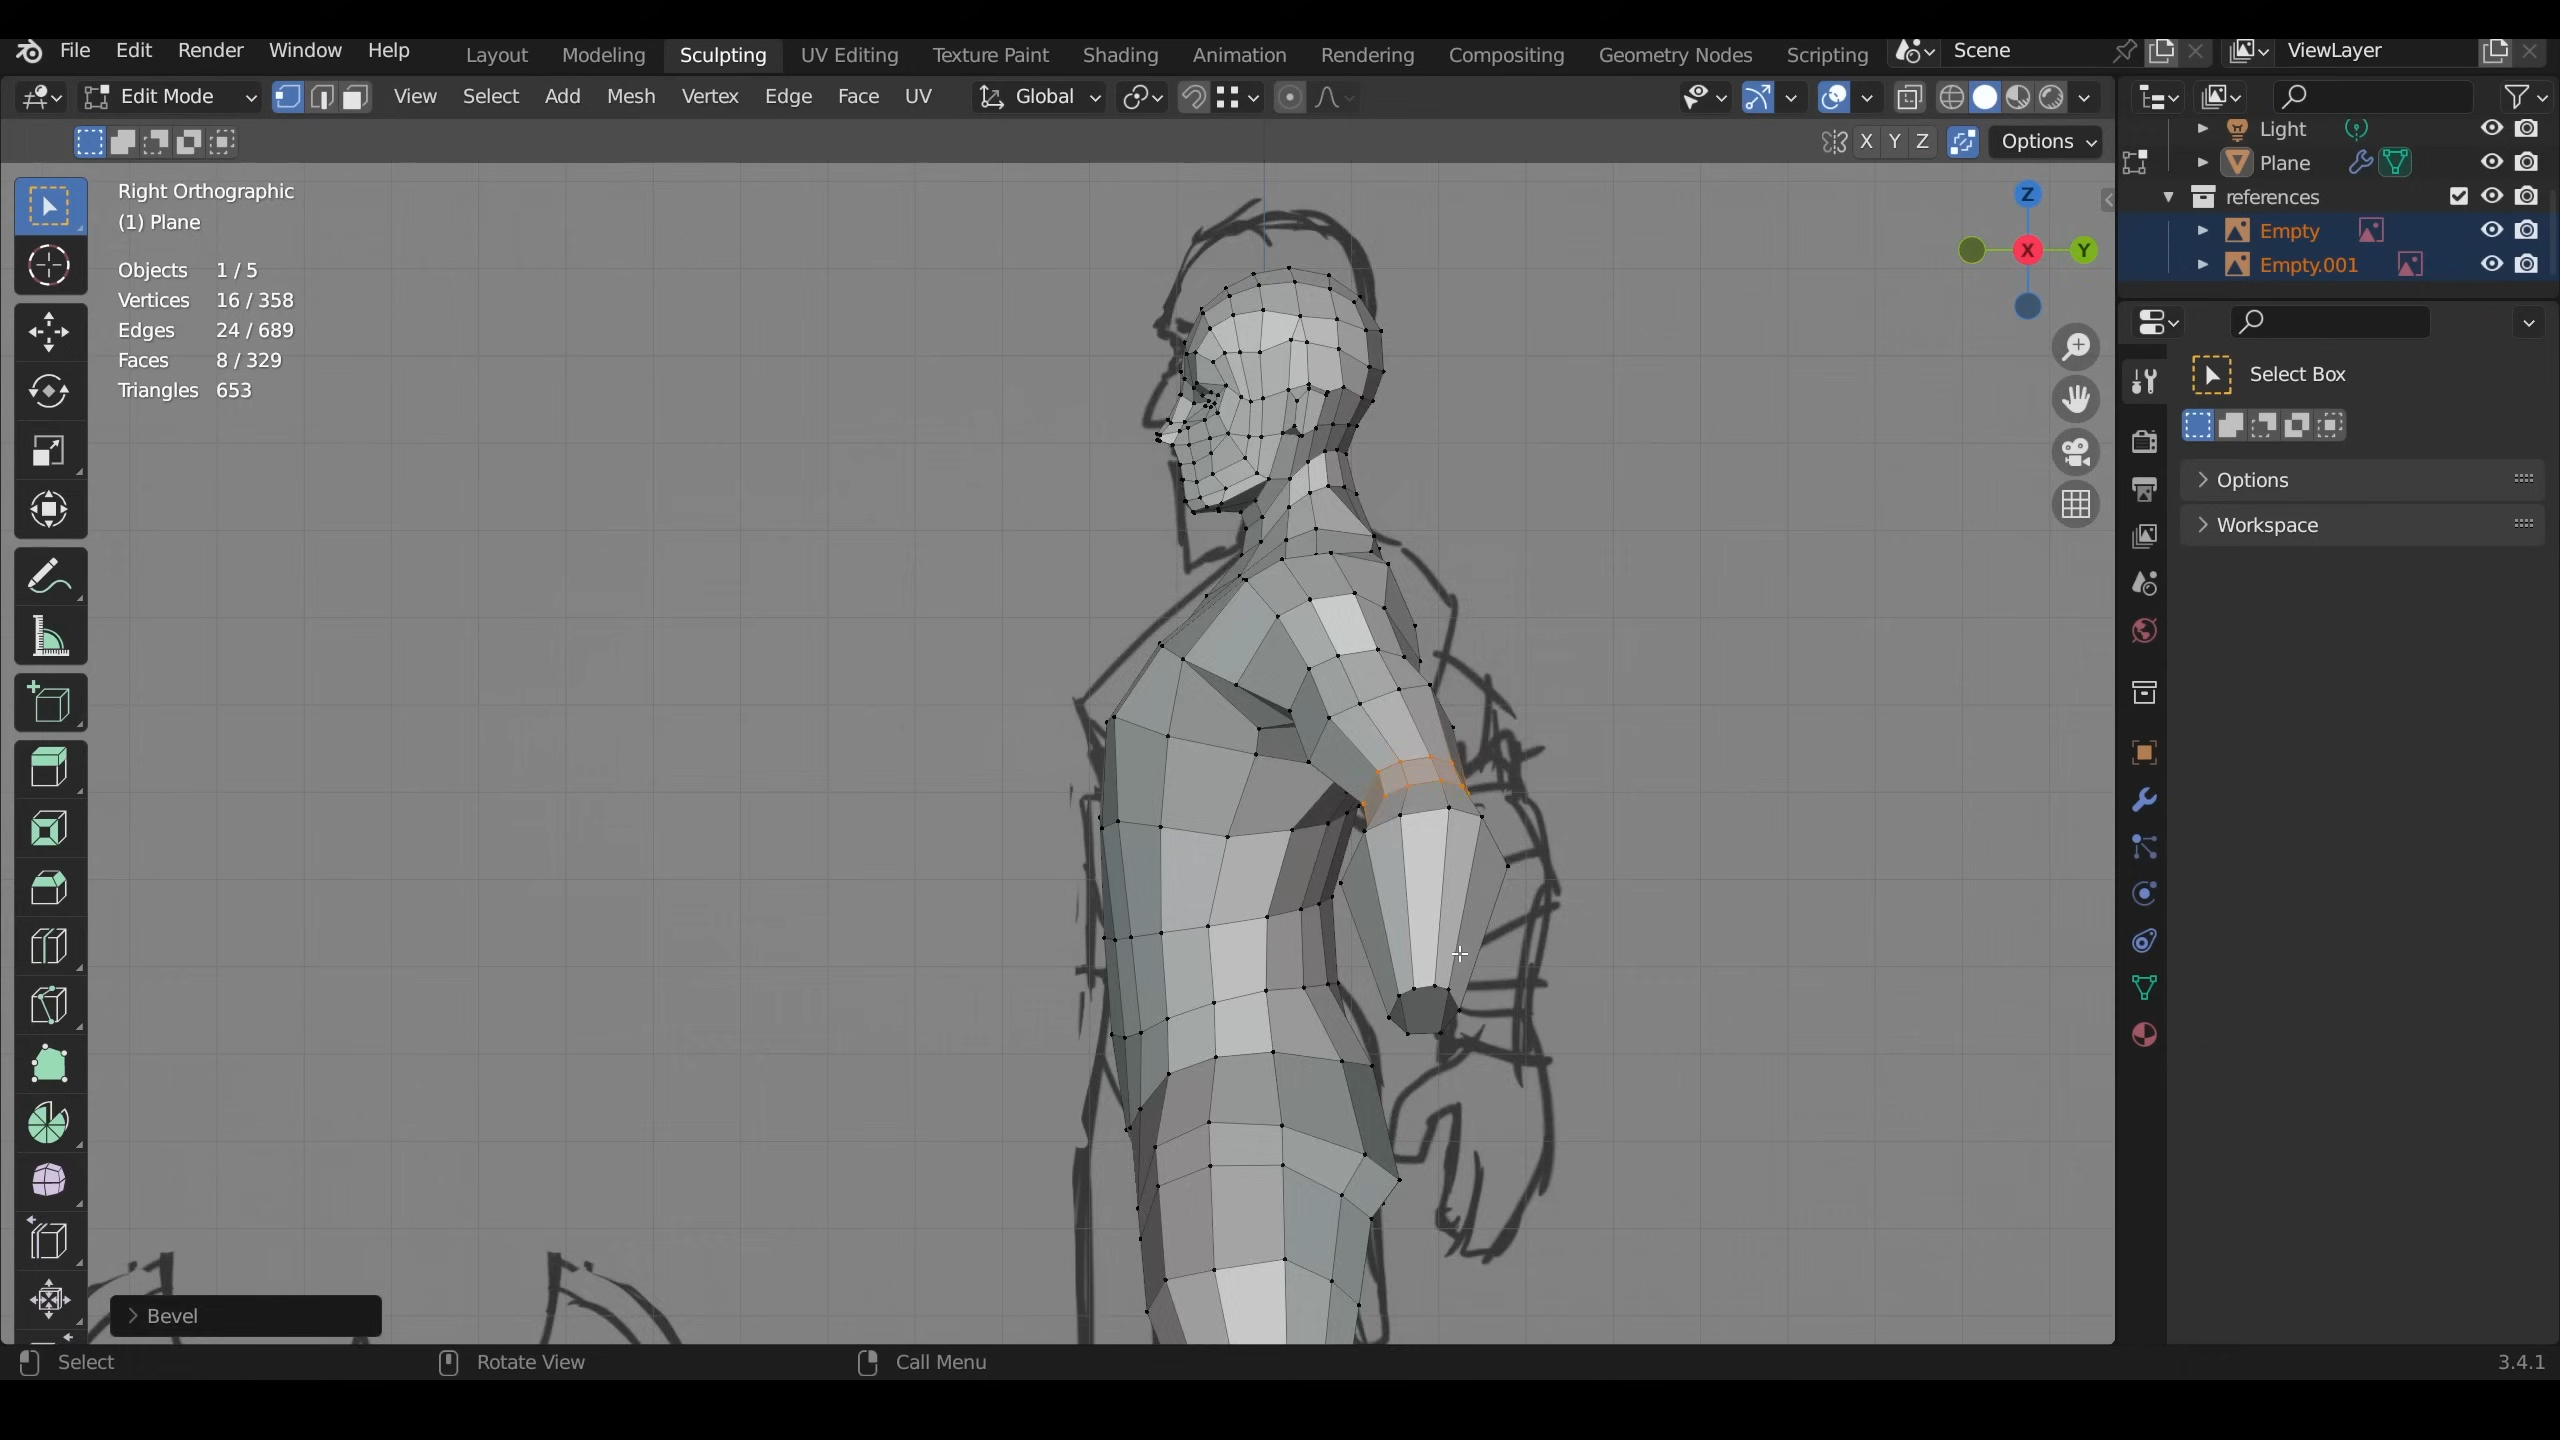 File Edit Render Window Help Layout Modeling Sculpting UV Editing Texture Paint Shading Animation Rendering Compositing Geometry Nodes Scripting Scene ViewLayer
Edit Mode View Select Add Mesh Vertex Edge Face UV Global
X Y Z Options
Light
Plane
references
Empty
Empty.001
Right Orthographic
(1) Plane
Objects 1 / 5
Vertices 16 / 358
Edges 24 / 689
Faces 8 / 329
Triangles 653
Z
X
Y
Select Box
Options
Workspace
Bevel
Select Rotate View Call Menu 3.4.1